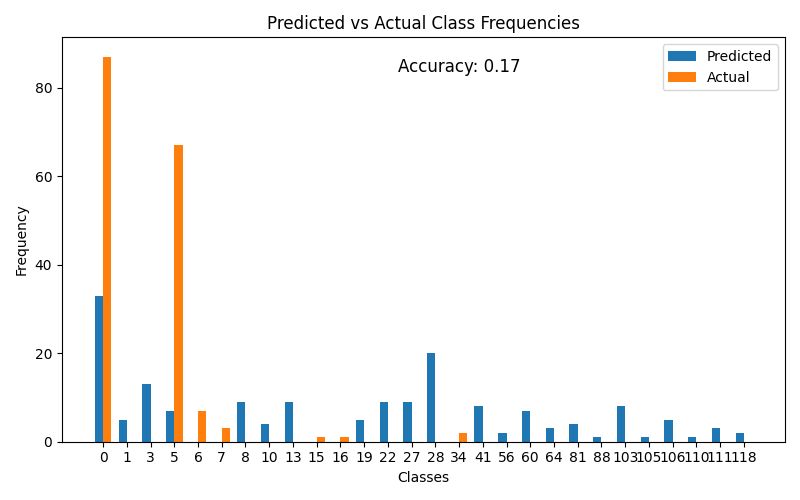 Predicted vs Actual Class Frequencies
Accuracy: 0.17
Predicted
Actual
80
60
40
20
0
Frequency
0 1 3 5 6 7 8 10 13 15 16 19 22 27 28 34 41 56 60 64 81 88 103 105 106 110 111 118
Classes